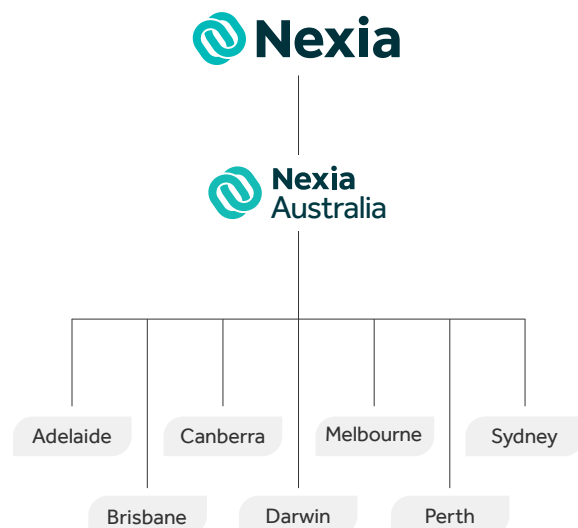 Nexia
Nexia
Australia
Adelaide
Canberra
Melbourne
Sydney
Brisbane
Darwin
Perth